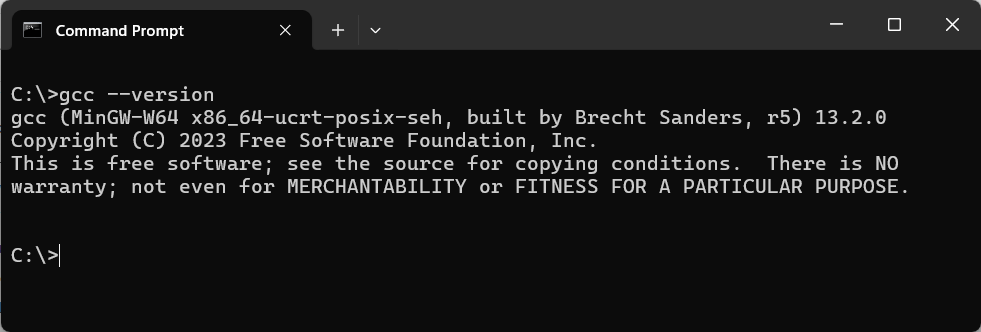 Command Prompt
C:\>gcc --version
gcc (MinGW-W64 x86_64-ucrt-posix-seh, built by Brecht Sanders, r5) 13.2.0
Copyright (C) 2023 Free Software Foundation, Inc.
This is free software; see the source for copying conditions.  There is NO
warranty; not even for MERCHANTABILITY or FITNESS FOR A PARTICULAR PURPOSE.
C:\>